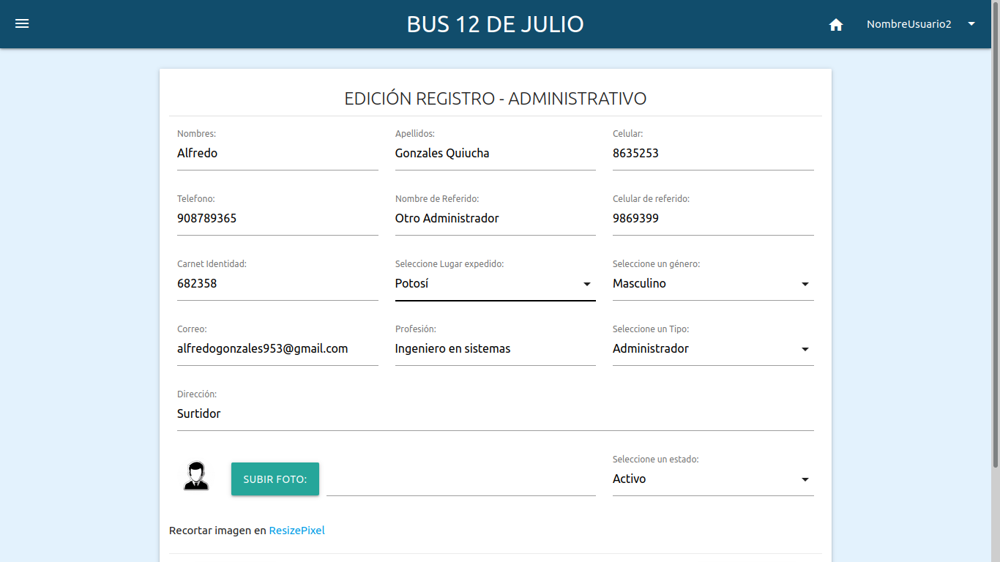 BUS 12 DE JULIO
NombreUsuario2
EDICIÓN REGISTRO - ADMINISTRATIVO
Nombres: Apellidos: Celular:
Alfredo Gonzales Quiucha 8635253
Telefono: Nombre de Referido: Celular de referido:
908789365 Otro Administrador 9869399
Carnet Identidad: Seleccione Lugar expedido: Seleccione un género:
682358 Potosí Masculino
Correo: Profesión: Seleccione un Tipo:
alfredogonzales953@gmail.com Ingeniero en sistemas Administrador
Dirección:
Surtidor
Seleccione un estado:
SUBIR FOTO: Activo
Recortar imagen en ResizePixel